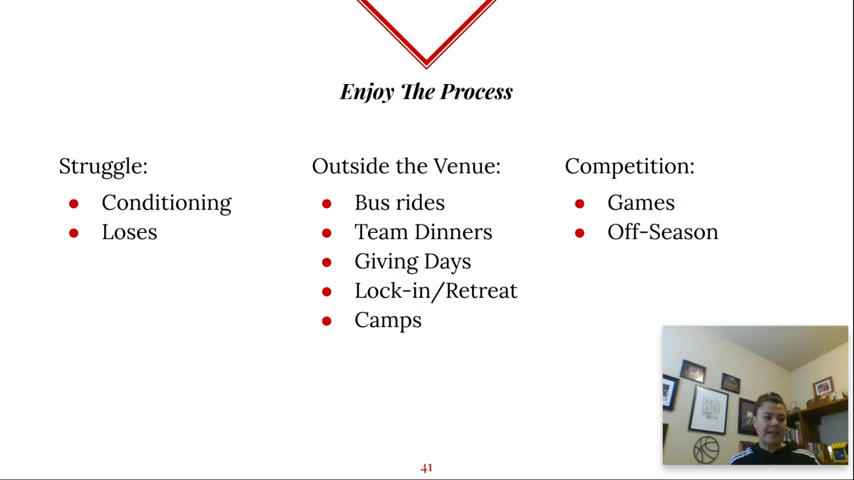 Enjoy The Process
Struggle:
Conditioning
Loses
Outside the Venue:
Bus rides
Team Dinners
Giving Days
Lock-in/Retreat
Camps
Competition:
Games
Off-Season
41